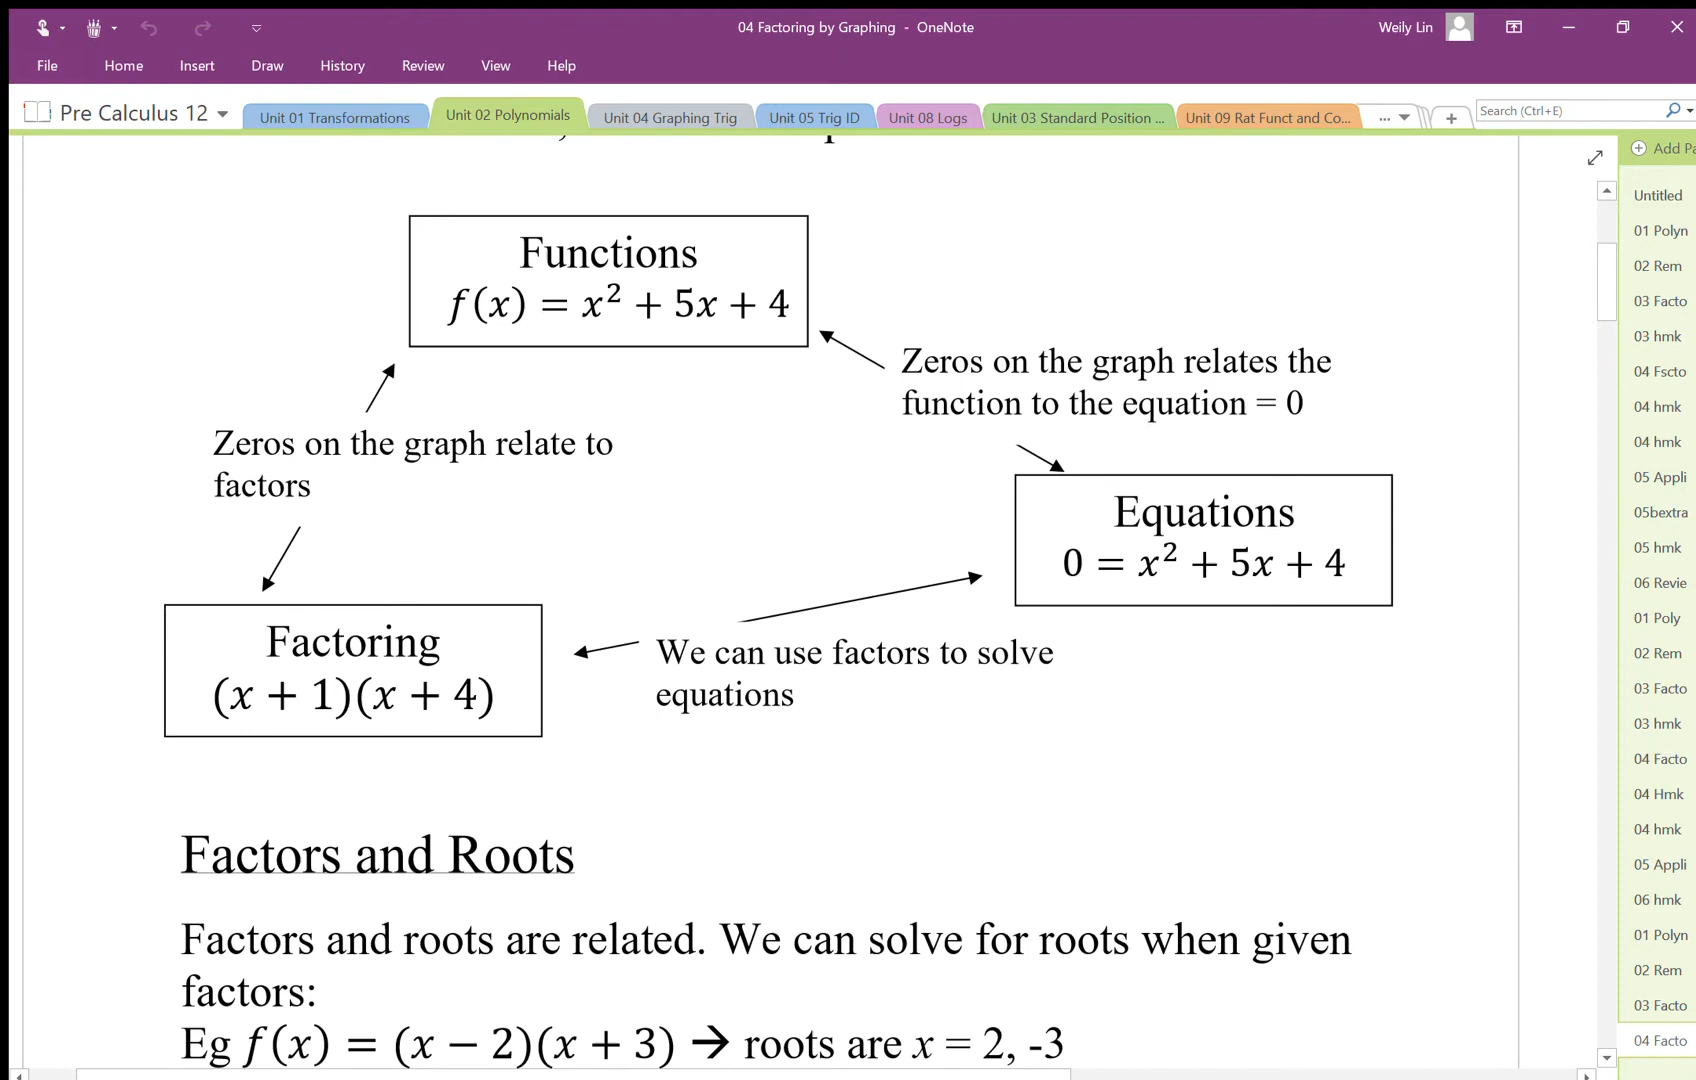 04 Factoring by Graphing - OneNote
Weily Lin
File Home Insert Draw History Review View Help
Pre Calculus 12
Unit 01 Transformations
Unit 02 Polynomials
Unit 04 Graphing Trig
Unit 05 Trig ID
Unit 08 Logs
Unit 03 Standard Position ...
Unit 09 Rat Funct and Co...
...
Search (Ctrl+E)
Functions
f(x) = x² + 5x + 4
Zeros on the graph relates the
function to the equation = 0
Zeros on the graph relate to
factors
Equations
0 = x² + 5x + 4
Factoring
(x + 1)(x + 4)
We can use factors to solve
equations
Factors and Roots
Factors and roots are related. We can solve for roots when given
factors:
Eg f(x) = (x − 2)(x + 3) → roots are x = 2, -3
Add Pa
Untitled
01 Polyn
02 Rem
03 Facto
03 hmk
04 Fscto
04 hmk
04 hmk
05 Appli
05bextra
05 hmk
06 Revie
01 Poly
02 Rem
03 Facto
03 hmk
04 Facto
04 Hmk
04 hmk
05 Appli
06 hmk
01 Polyn
02 Rem
03 Facto
04 Facto